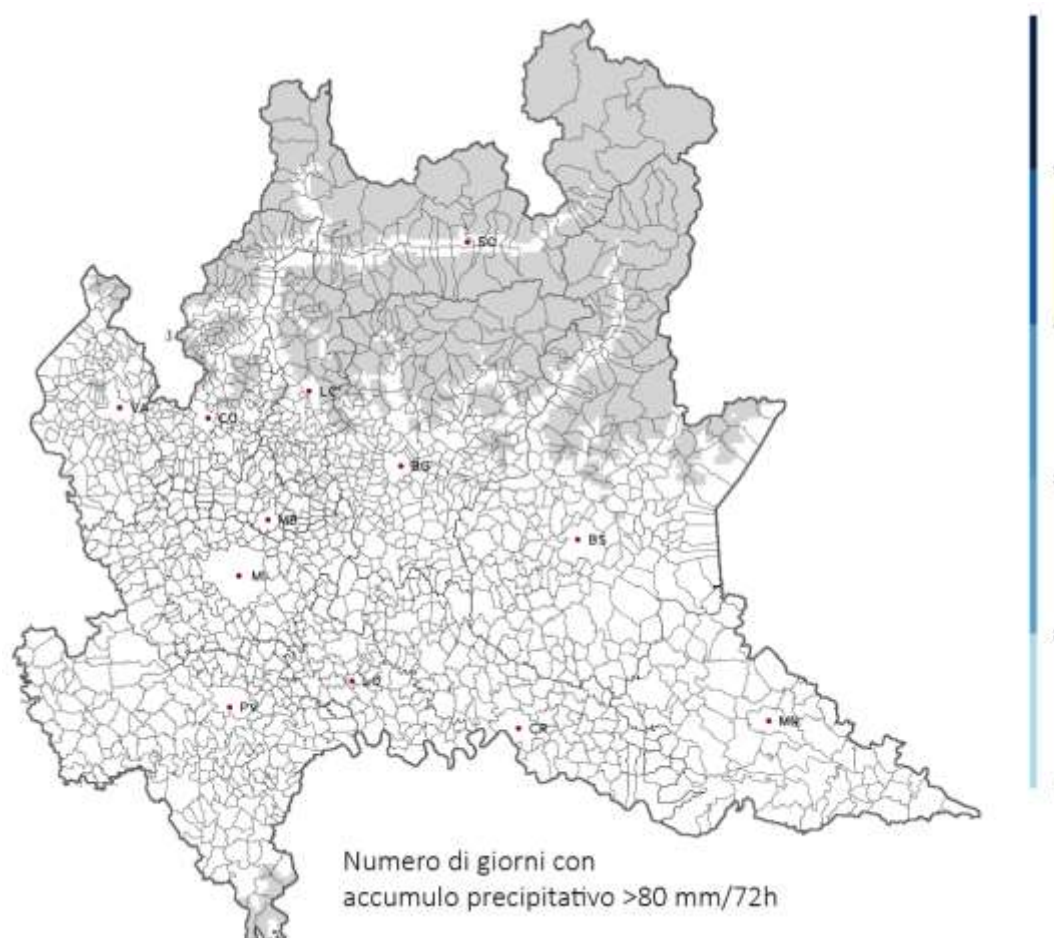 SO
LC
VA
CO
BG
MB
BS
MI
LO
PV
CR
MN
Numero di giorni con
accumulo precipitativo >80 mm/72h